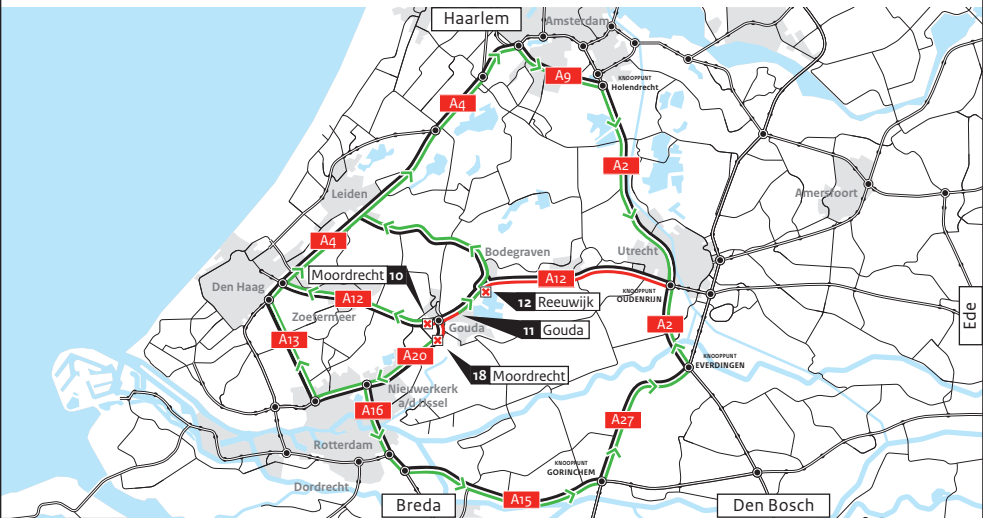 Haarlem
Amsterdam
A9
KNOOPPUNT
Holendrecht
A4
A2
Leiden
Amersfoort
A4
Bodegraven
Utrecht
Moordrecht 10
A12
Den Haag
A12
KNOOPPUNT
OUDENRIJN
12 Reeuwijk
Zoetermeer
Gouda
11 Gouda
A2
Ede
A13
A20
KNOOPPUNT
EVERDINGEN
18 Moordrecht
Nieuwerkerk
a/d IJssel
A16
A27
Rotterdam
KNOOPPUNT
GORINCHEM
Dordrecht
A15
Breda
Den Bosch